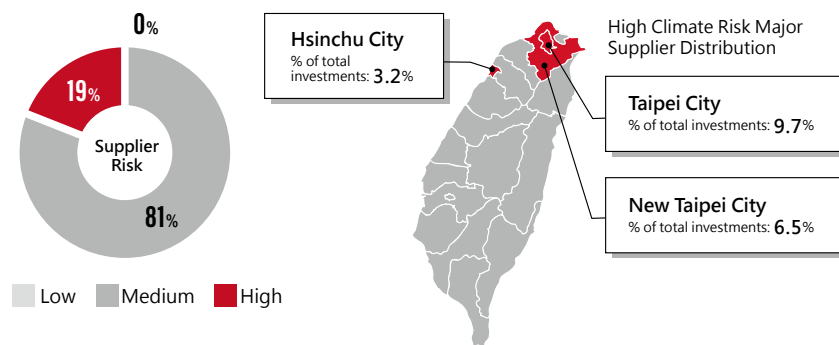 0%
19%
Supplier
Risk
81%
Low
Medium
High
High Climate Risk Major
Supplier Distribution
Hsinchu City
% of total
investments: 3.2%
Taipei City
% of total investments: 9.7%
New Taipei City
% of total investments: 6.5%